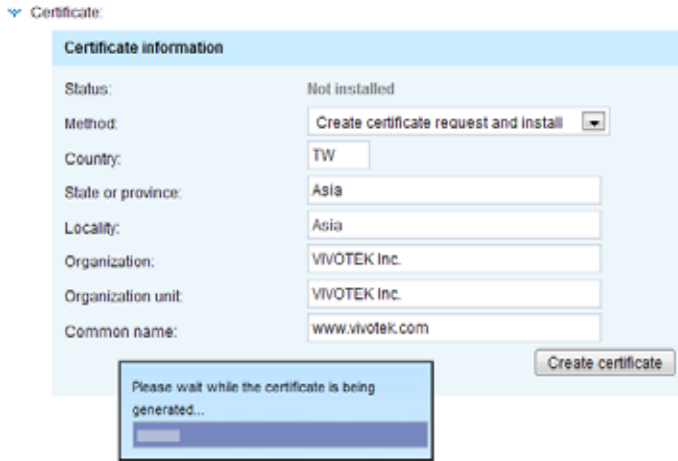 Certificate:
Certificate information
Status: Not installed
Method: Create certificate request and install
Country: TW
State or province: Asia
Locality: Asia
Organization: VIVOTEK Inc.
Organization unit: VIVOTEK Inc.
Common name: www.vivotek.com
Create certificate
Please wait while the certificate is being
generated...